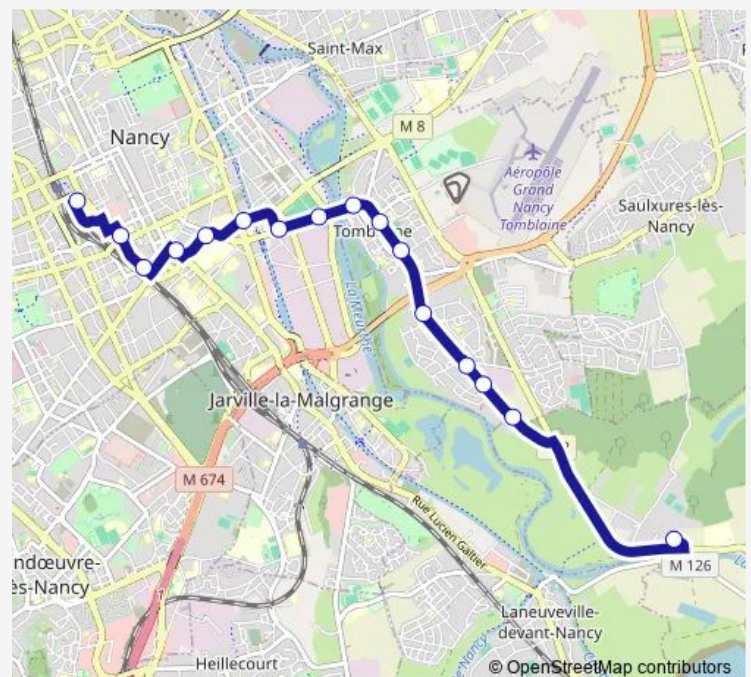 Saint-Max
Nancy
M 8
Aéropôle
Grand
Nancy
Tomblaine
Saulxures-lès-
Nancy
La Meurthe
Jarville-la-Malgrange
M 674
Rue Lucien Galtier
ndœuvre-
ès-Nancy
M 126
Laneuveville-
devant-Nancy
Heillecourt
© OpenStreetMap contributors